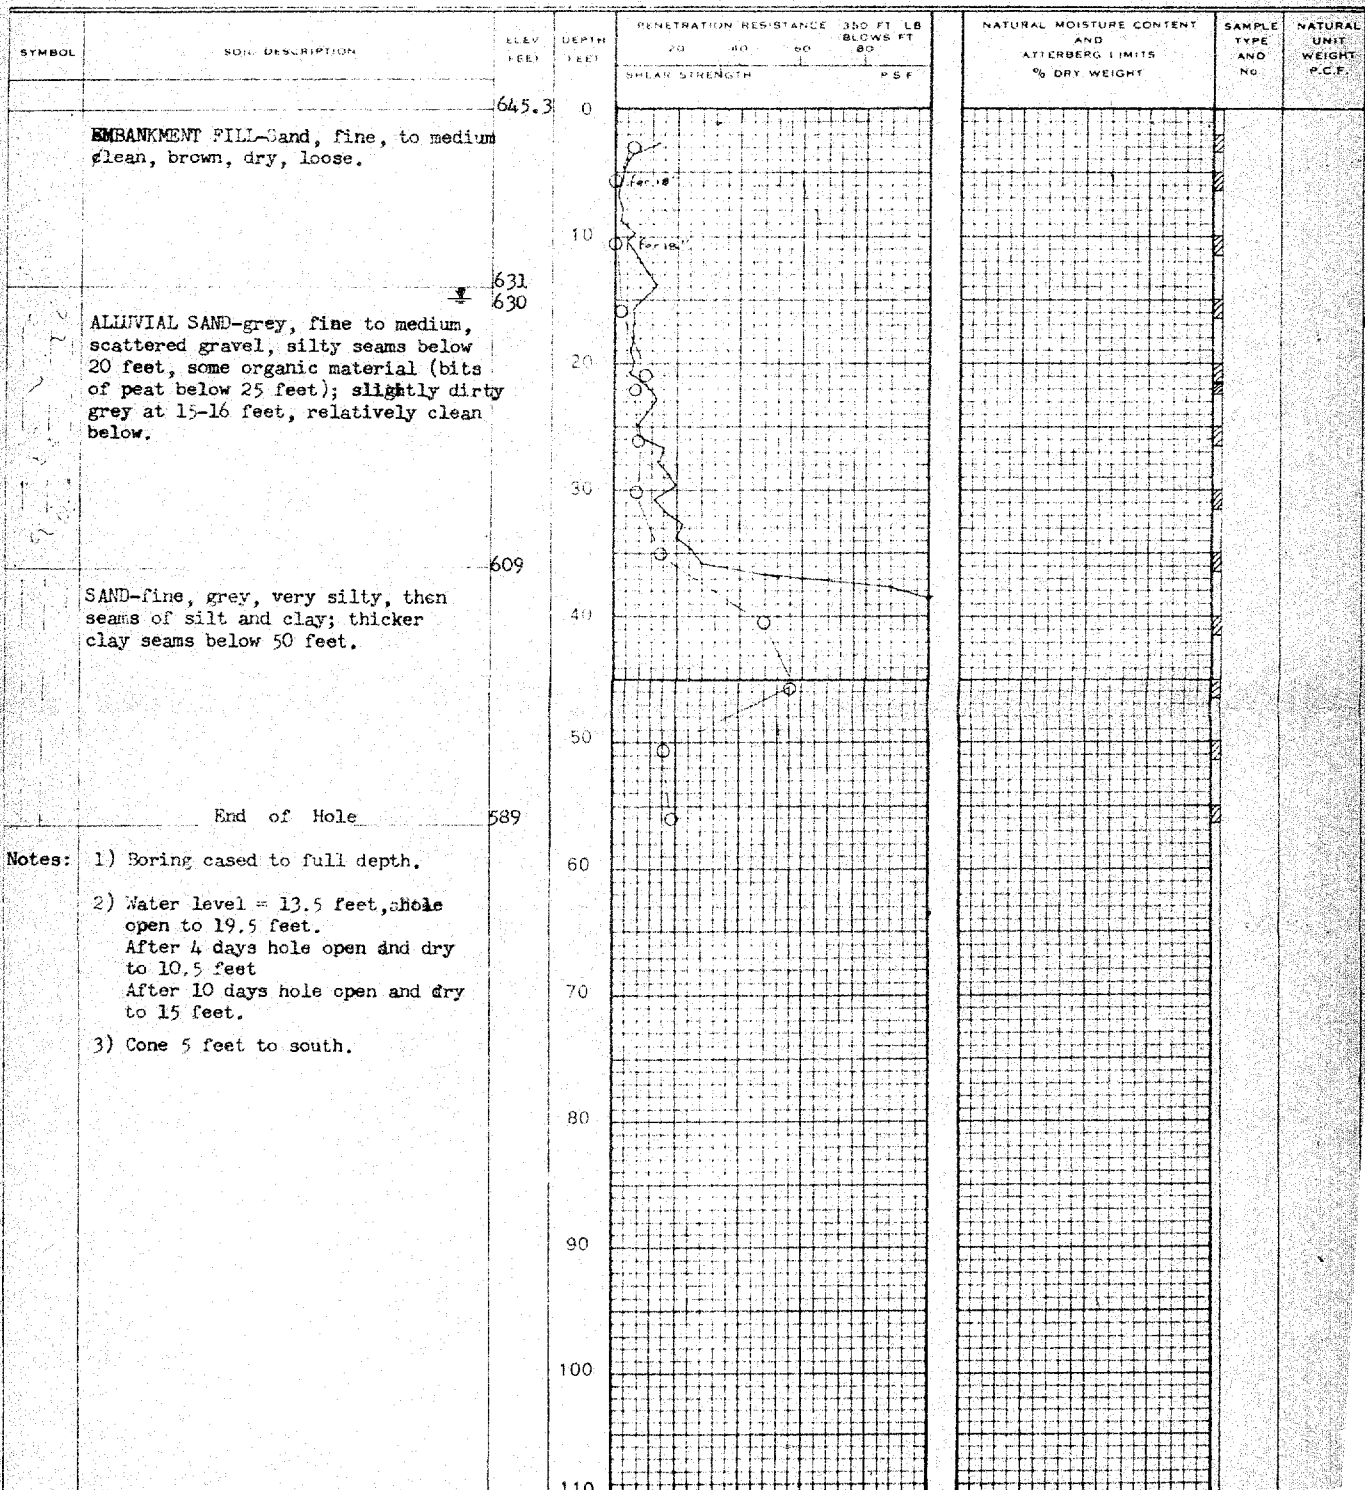 SYMBOL
SOIL DESCRIPTION
ELEV FEET
DEPTH FEET
PENETRATION RESISTANCE 350 FT LB
BLOWS FT
20 40 60 80
SHEAR STRENGTH P S F
NATURAL MOISTURE CONTENT
AND
ATTERBERG LIMITS
% DRY WEIGHT
SAMPLE
TYPE
AND
No
NATURAL
UNIT
WEIGHT
P.C.F.
645.3 0
EMBANKMENT FILL-Sand, fine, to medium
clean, brown, dry, loose.
for 18"
10
for 18"
631
630
ALLUVIAL SAND-grey, fine to medium,
scattered gravel, silty seams below
20 feet, some organic material (bits
of peat below 25 feet); slightly dirty
grey at 15-16 feet, relatively clean
below.
20
30
609
SAND-fine, grey, very silty, then
seams of silt and clay; thicker
clay seams below 50 feet.
40
50
End of Hole 589
Notes: 1) Boring cased to full depth.
60
2) Water level = 13.5 feet, hole
open to 19.5 feet.
After 4 days hole open and dry
to 10.5 feet
After 10 days hole open and dry
to 15 feet.
70
3) Cone 5 feet to south.
80
90
100
110